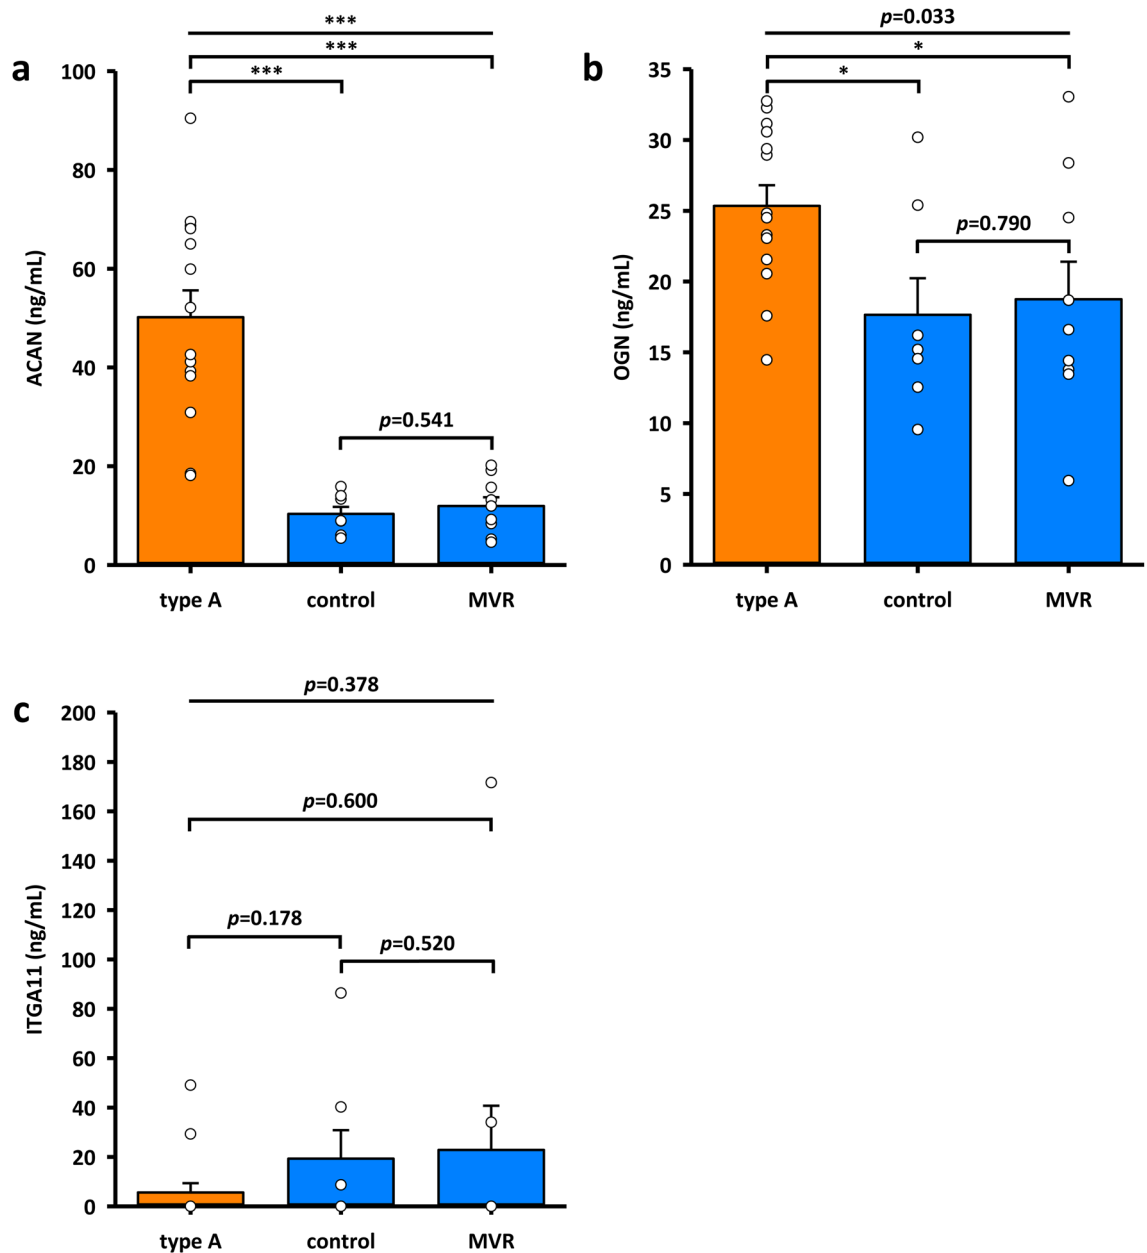 a
***
***
***
p=0.541
ACAN (ng/mL)
100
80
60
40
20
0
type A
control
MVR
b
p=0.033
*
*
p=0.790
OGN (ng/mL)
35
30
25
20
15
10
5
0
type A
control
MVR
c
p=0.378
p=0.600
p=0.178
p=0.520
ITGA11 (ng/mL)
200
180
160
140
120
100
80
60
40
20
0
type A
control
MVR